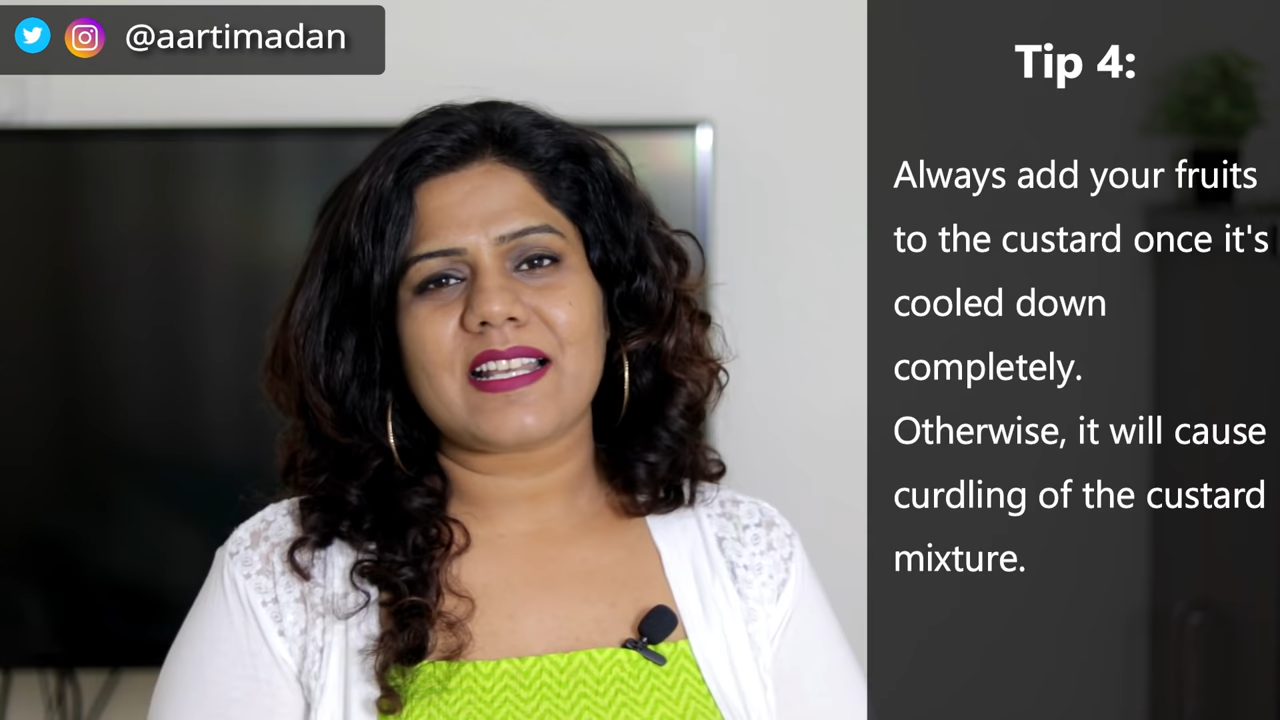 @aartimadan
Tip 4:
Always add your fruits
to the custard once it's
cooled down
completely.
Otherwise, it will cause
curdling of the custard
mixture.